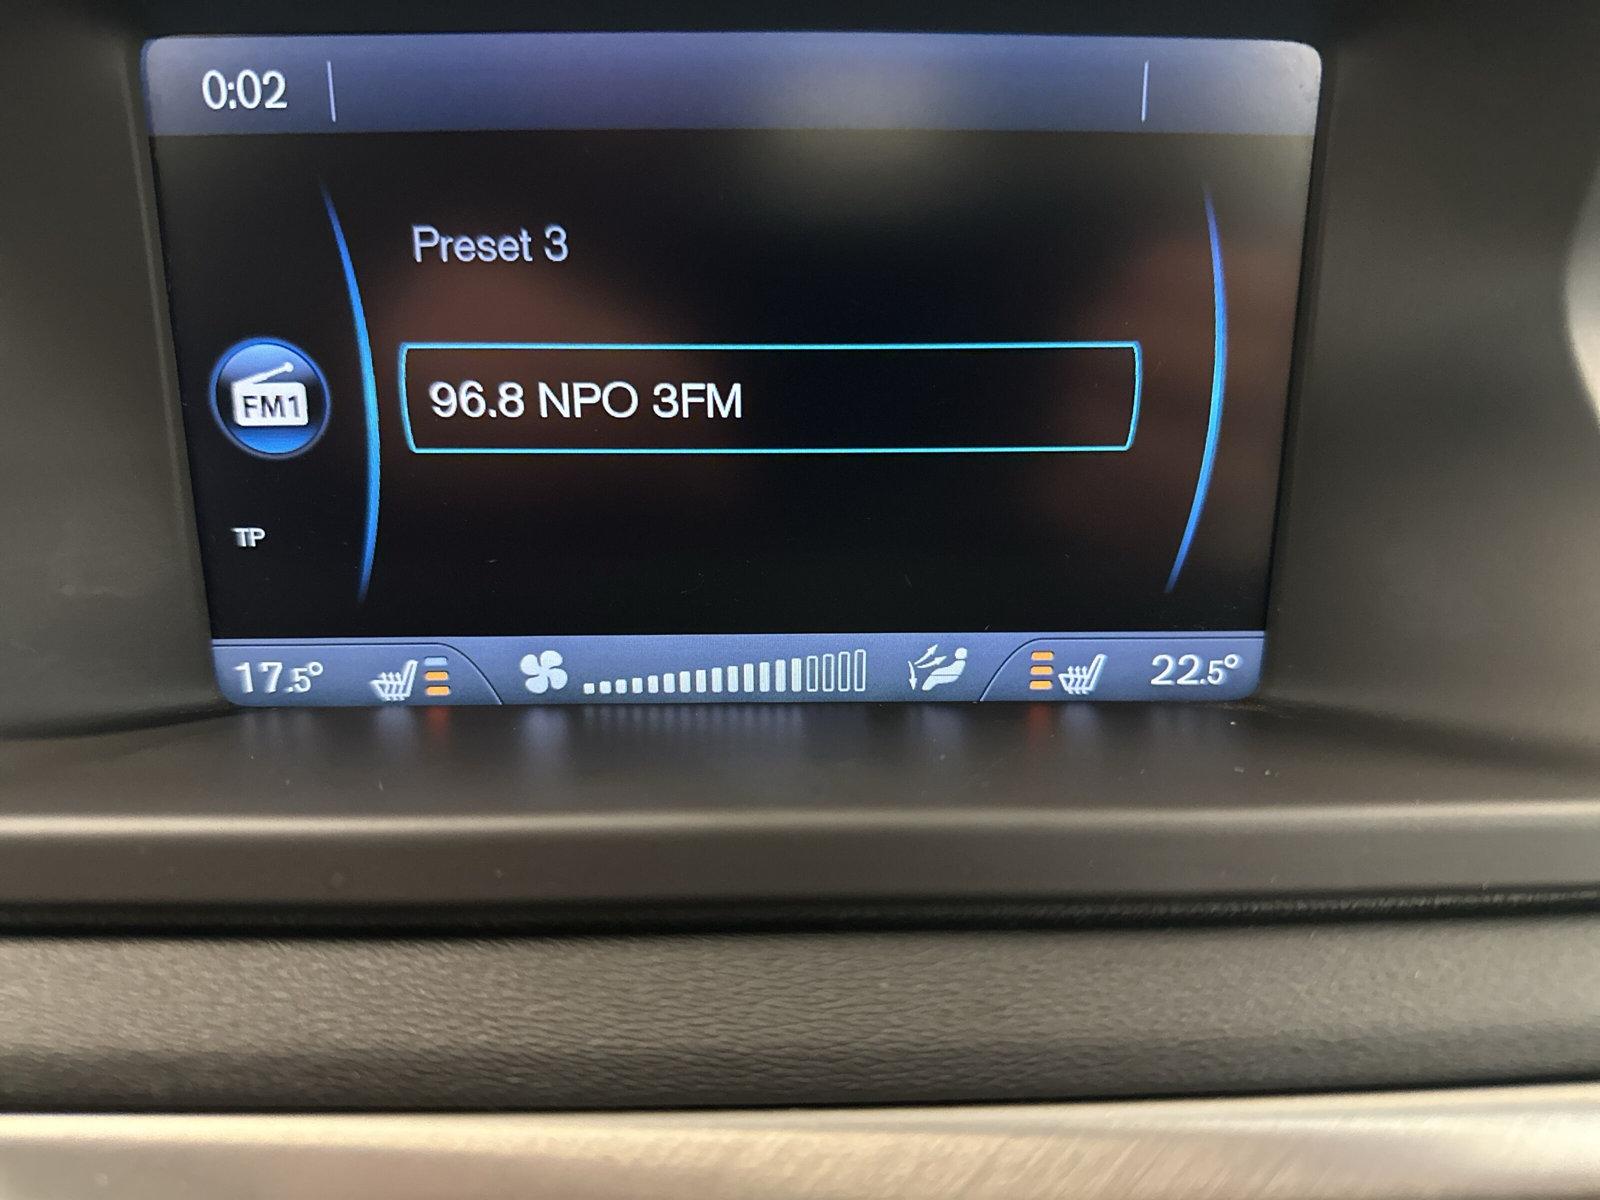 0:02
Preset 3
FM1
96.8 NPO 3FM
TP
17.5° 22.5°